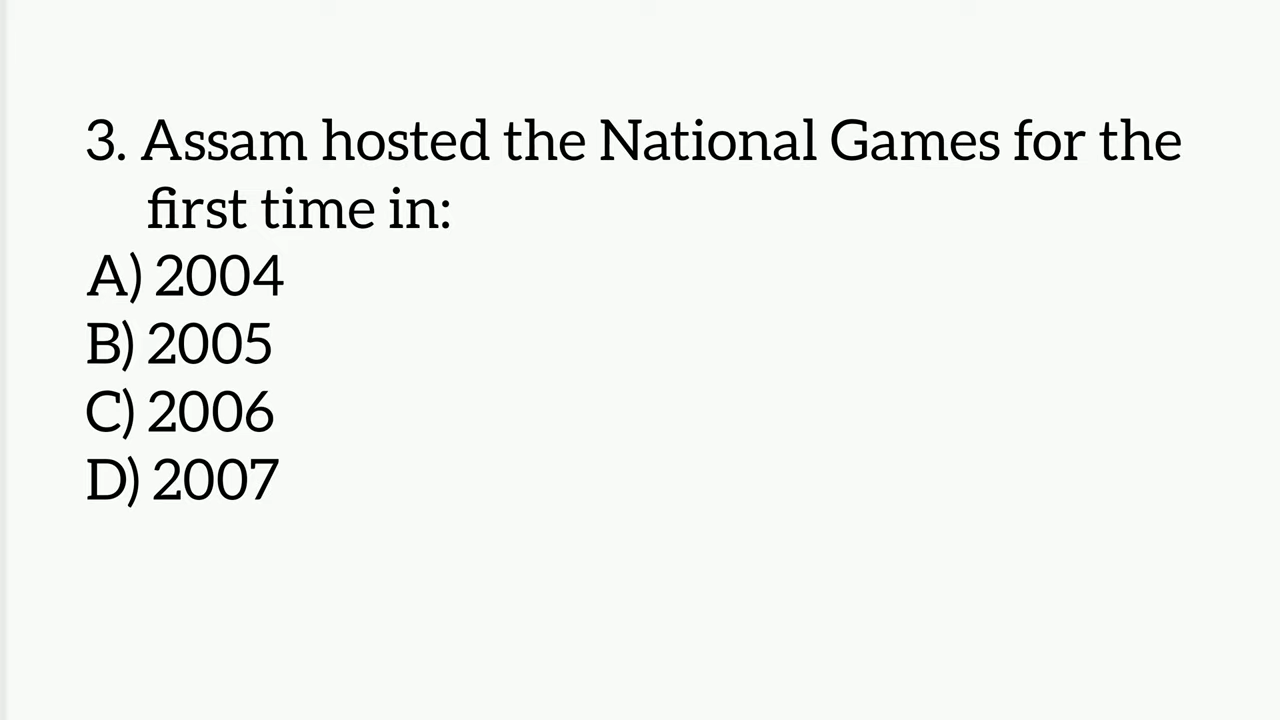 3. Assam hosted the National Games for the
first time in:
A) 2004
B) 2005
C) 2006
D) 2007